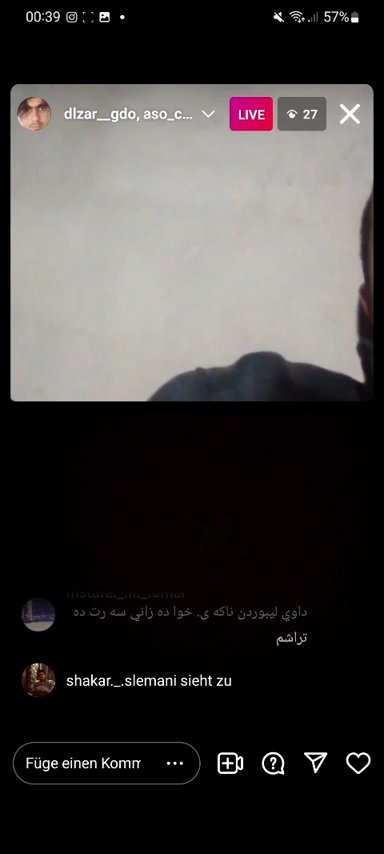 00:39
57%
dlzar__gdo, aso_c...
LIVE
27
داوي ليبوردن ناكه ى. خوا ده زاني سه رت ده
تراشم
shakar._.slemani sieht zu
Füge einen Komm